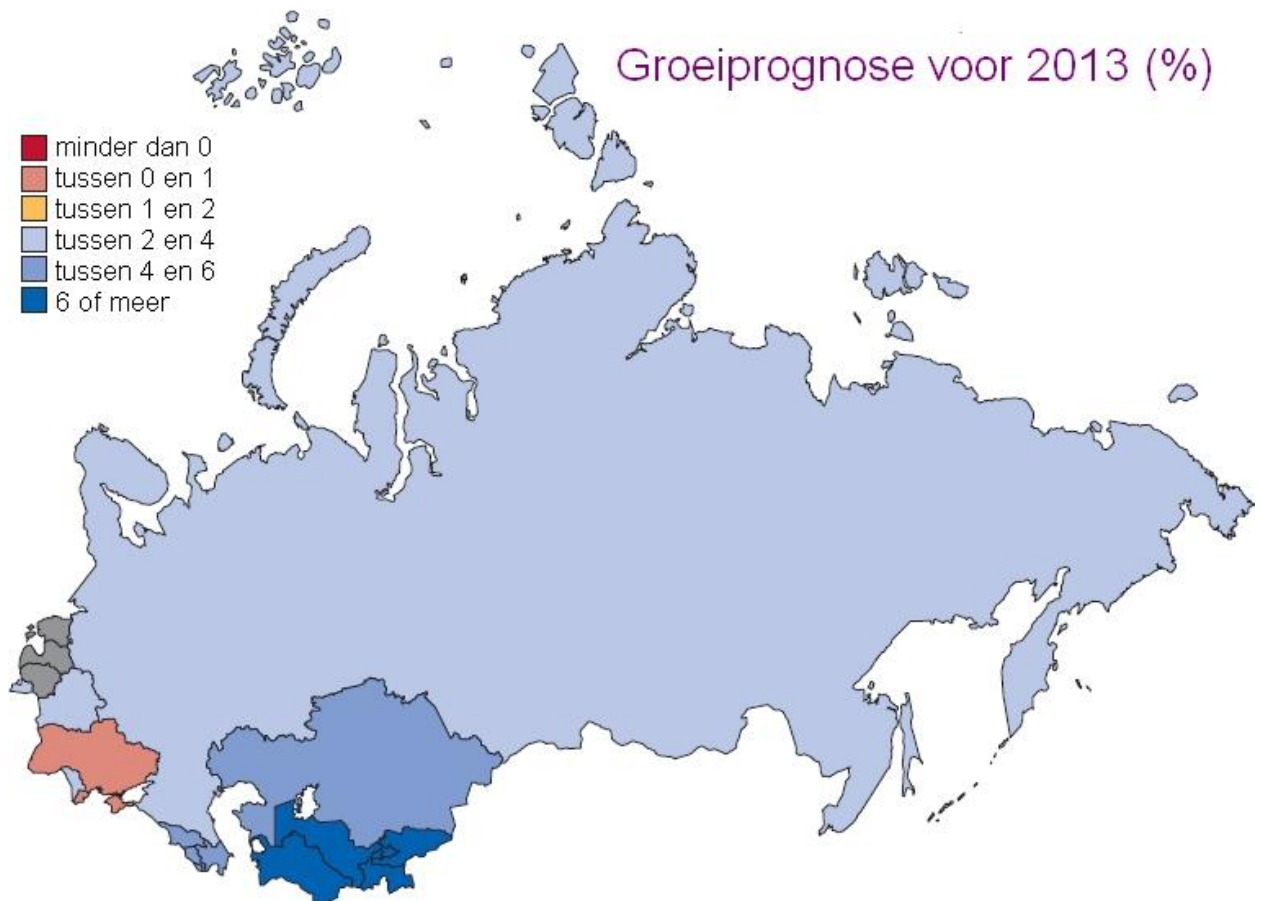 Groeiprognose voor 2013 (%)
minder dan 0
tussen 0 en 1
tussen 1 en 2
tussen 2 en 4
tussen 4 en 6
6 of meer